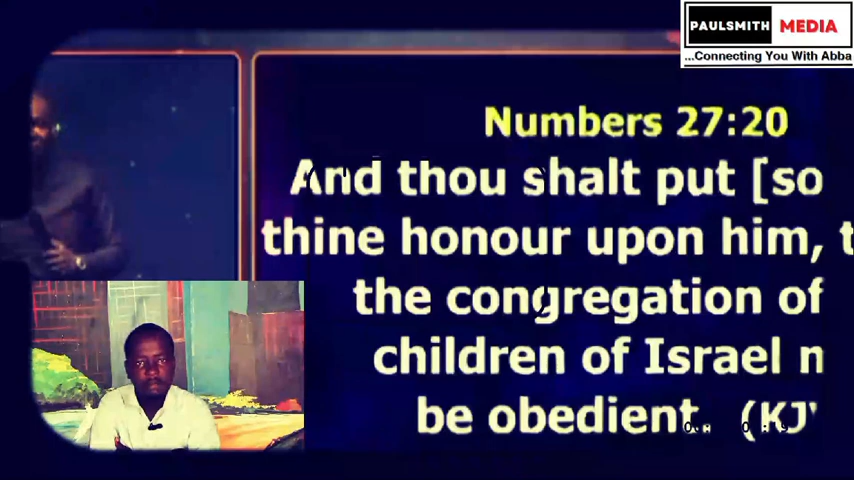 PAULSMITH MEDIA
...Connecting You With Abba
Numbers 27:20
And thou shalt put [so
thine honour upon him, t
the congregation of
children of Israel n
be obedient. (KJ